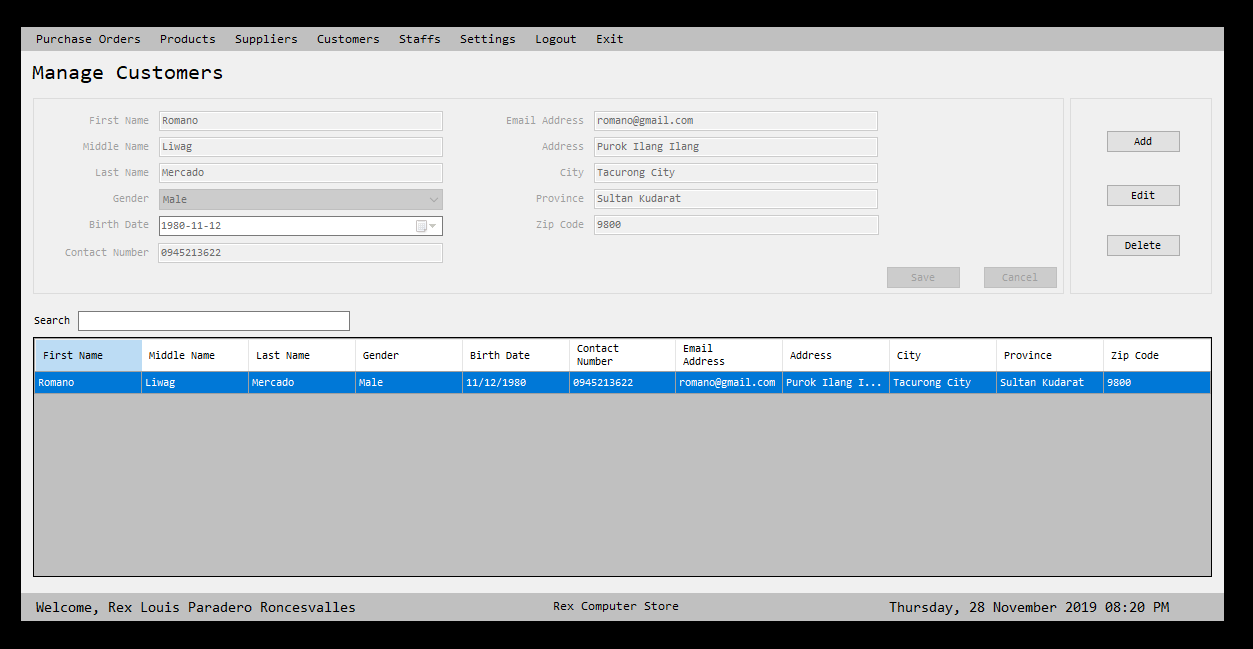 Purchase Orders Products Suppliers Customers Staffs Settings Logout Exit
Manage Customers
First Name Romano
Middle Name Liwag
Last Name Mercado
Gender Male
Birth Date 1980-11-12
Contact Number 0945213622
Email Address romano@gmail.com
Address Purok Ilang Ilang
City Tacurong City
Province Sultan Kudarat
Zip Code 9800
Save Cancel
Add
Edit
Delete
Search
First Name Middle Name Last Name Gender Birth Date Contact Number Email Address Address City Province Zip Code
Romano Liwag Mercado Male 11/12/1980 0945213622 romano@gmail.com Purok Ilang I... Tacurong City Sultan Kudarat 9800
Welcome, Rex Louis Paradero Roncesvalles Rex Computer Store Thursday, 28 November 2019 08:20 PM